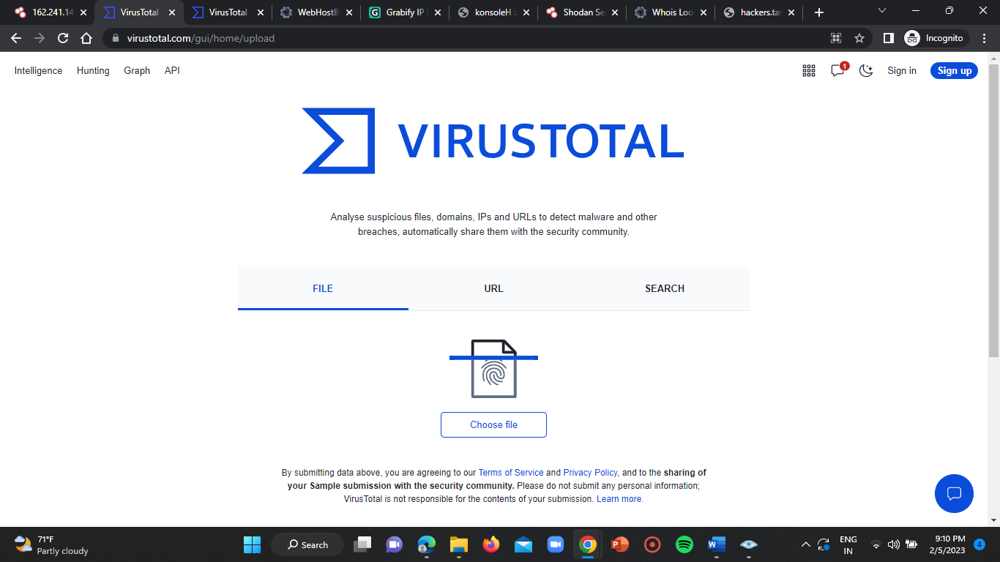 162.241.14
VirusTotal
VirusTotal
WebHostB
Grabify IP L
konsoleH :
Shodan Se
Whois Loo
hackers.tar
virustotal.com/gui/home/upload
Incognito
Intelligence Hunting Graph API
1
Sign in
Sign up
VIRUSTOTAL
Analyse suspicious files, domains, IPs and URLs to detect malware and other
breaches, automatically share them with the security community.
FILE URL SEARCH
Choose file
By submitting data above, you are agreeing to our Terms of Service and Privacy Policy, and to the sharing of
your Sample submission with the security community. Please do not submit any personal information;
VirusTotal is not responsible for the contents of your submission. Learn more.
71°F
Partly cloudy
Search
ENG
IN
9:10 PM
2/5/2023
4